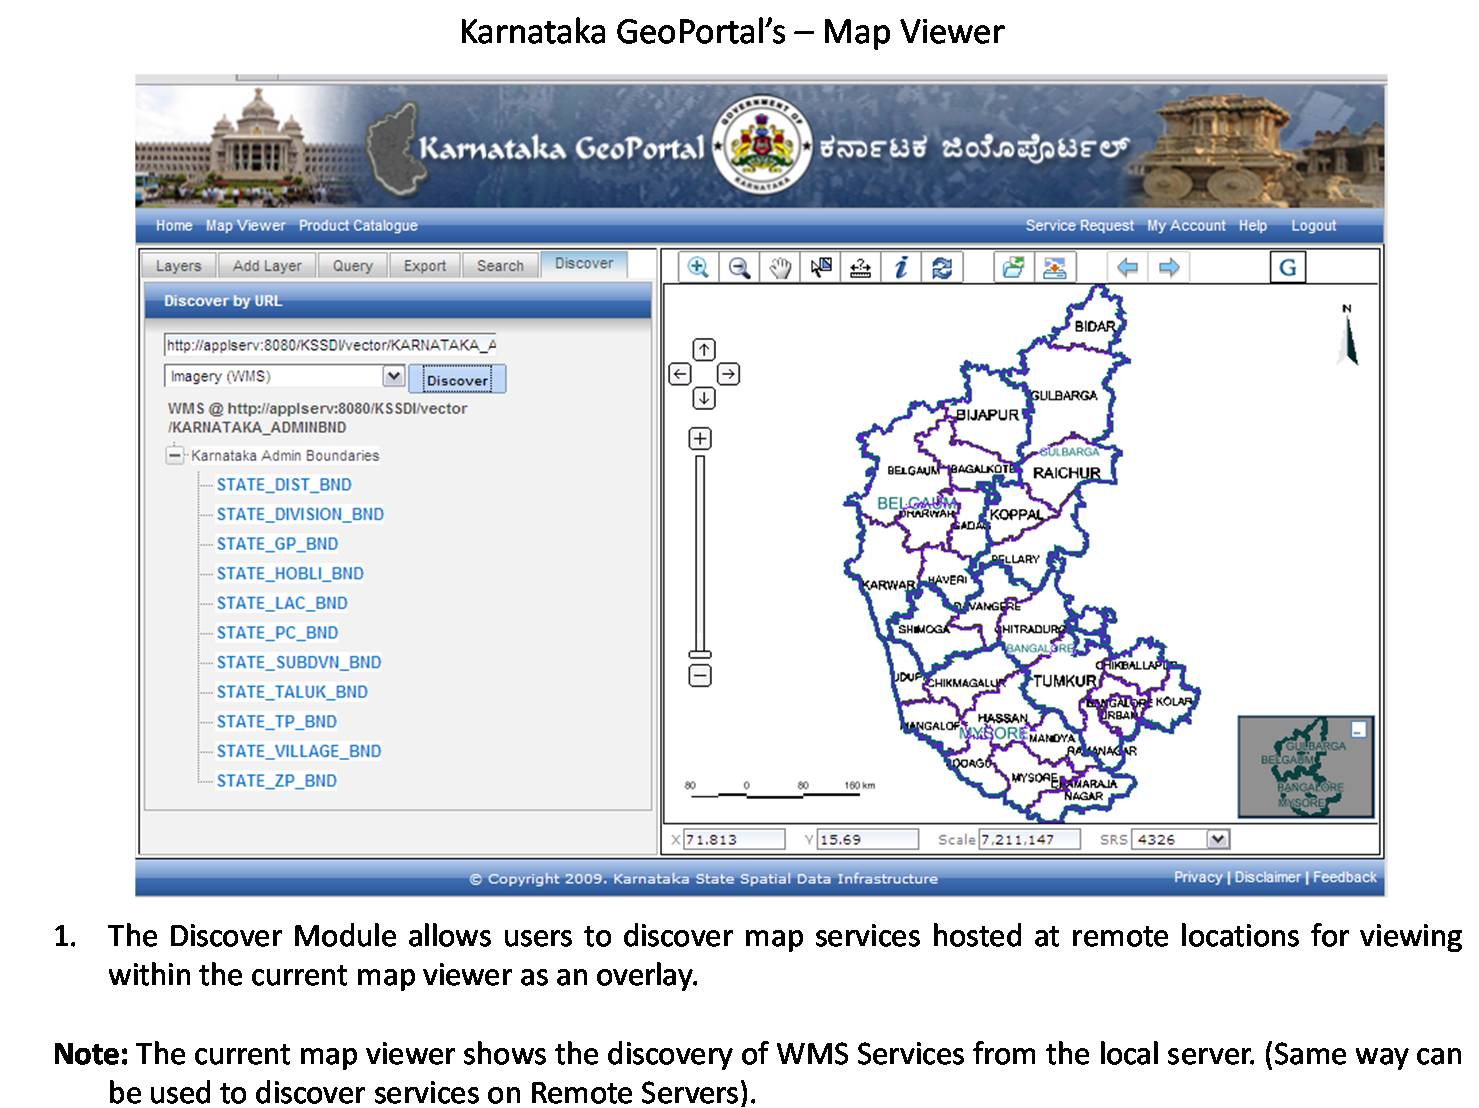 Karnataka GeoPortal’s – Map Viewer
Karnataka GeoPortal
GOVERNMENT OF
KARNATAKA
ಕರ್ನಾಟಕ ಜಿಯೊಪೊರ್ಟಲ್
Home Map Viewer Product Catalogue
Service Request My Account Help Logout
Layers Add Layer Query Export Search Discover
G
Discover by URL
http://applserv:8080/KSSDI/vector/KARNATAKA_A
Imagery (WMS)
Discover
WMS @ http://applserv:8080/KSSDI/vector
/KARNATAKA_ADMINBND
Karnataka Admin Boundaries
STATE_DIST_BND
STATE_DIVISION_BND
STATE_GP_BND
STATE_HOBLI_BND
STATE_LAC_BND
STATE_PC_BND
STATE_SUBDVN_BND
STATE_TALUK_BND
STATE_TP_BND
STATE_VILLAGE_BND
STATE_ZP_BND
N
BIDAR
GULBARGA
BIJAPUR
GULBARGA
BELGAUM
BAGALKOTE
RAICHUR
BELGAUM
DHARWAR
GADAG
KOPPAL
BELLARY
KARWAR
HAVERI
DAVANGERE
SHIMOGA
CHITRADURG
BANGALORE
CHIKBALLAPUR
UDUPI
CHIKMAGALUR
TUMKUR
BANGALORE
URBAN
KOLAR
HASSAN
MANGALOR
MYSORE
MANDYA
RAMANAGAR
KODAGU
MYSORE
CHAMARAJA
NAGAR
80 0 80 160 km
GULBARGA
BELGAUM
BANGALORE
MYSORE
X 71.813 Y 15.69 Scale 7,211,147 SRS 4326
© Copyright 2009. Karnataka State Spatial Data Infrastructure
Privacy | Disclaimer | Feedback
1. The Discover Module allows users to discover map services hosted at remote locations for viewing
within the current map viewer as an overlay.
Note: The current map viewer shows the discovery of WMS Services from the local server. (Same way can
be used to discover services on Remote Servers).